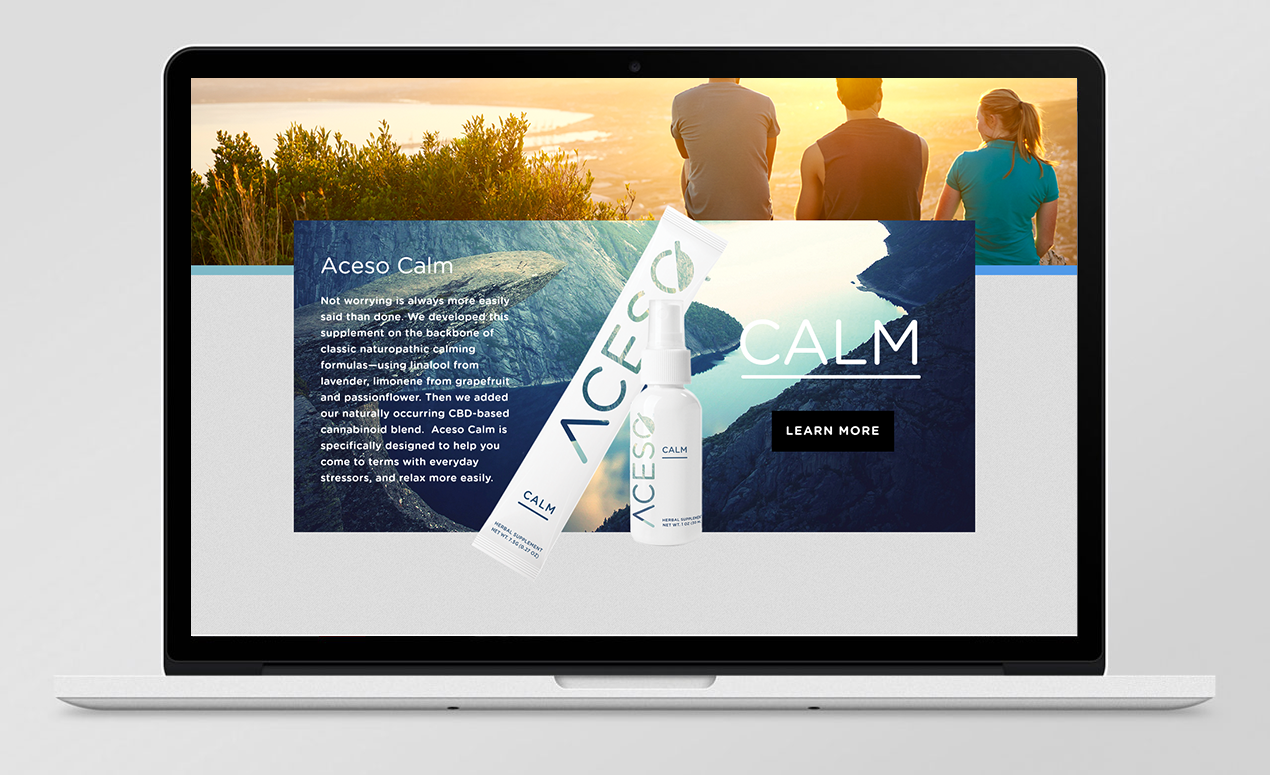 Aceso Calm
Not worrying is always more easily
said than done. We developed this
supplement on the backbone of
classic naturopathic calming
formulas—using linalool from
lavender, limonene from grapefruit
and passionflower. Then we added
our naturally occurring CBD-based
cannabinoid blend.  Aceso Calm is
specifically designed to help you
come to terms with everyday
stressors, and relax more easily.
ACESO
CALM
HERBAL SUPPLEMENT
NET WT. 7.5G (0.27 OZ)
ACESO
CALM
HERBAL SUPPLEMENT
NET WT. 1 OZ (30
CALM
LEARN MORE